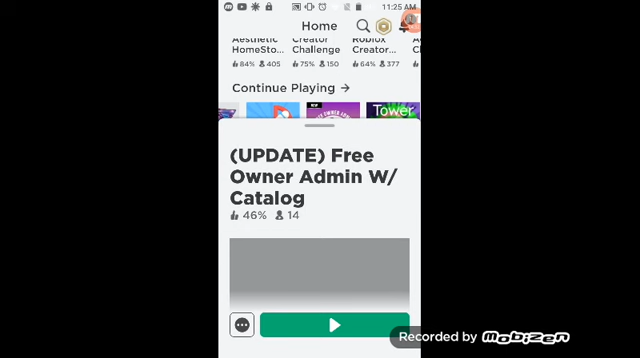 11:25 AM
Home
Aesthetic
HomeSto...
84% 405
Creator
Challenge
75% 150
Roblox
Creator...
64% 377
Continue Playing →
NEW
Tower
(UPDATE) Free
Owner Admin W/
Catalog
46% 14
Recorded by MOBIZEN